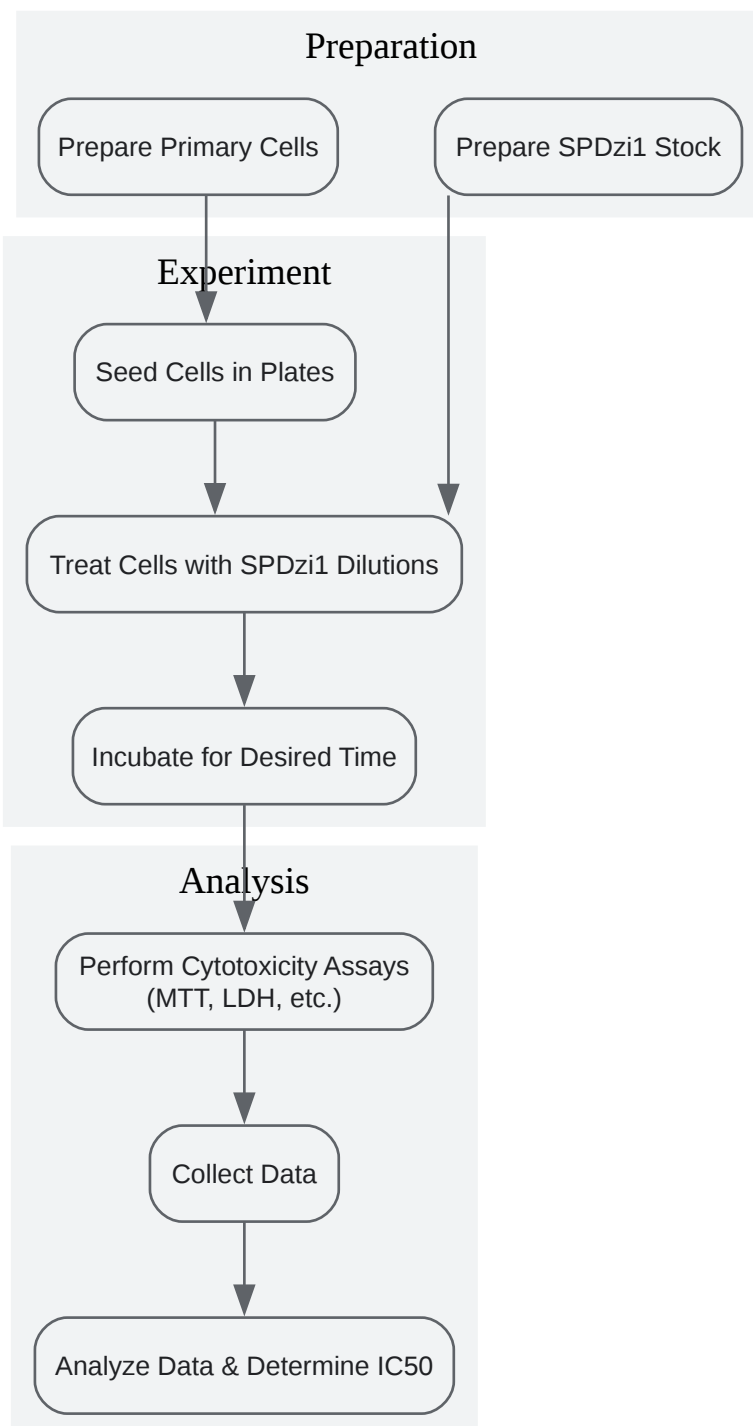 Preparation
Prepare Primary Cells
Prepare SPDzi1 Stock
Experiment
Seed Cells in Plates
Treat Cells with SPDzi1 Dilutions
Incubate for Desired Time
Analysis
Perform Cytotoxicity Assays
(MTT, LDH, etc.)
Collect Data
Analyze Data & Determine IC50